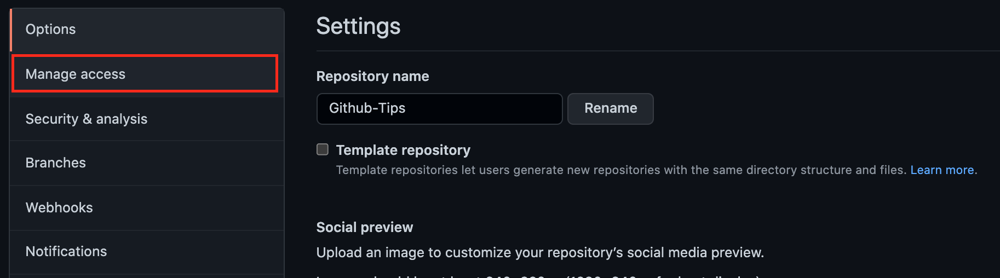 Options
Manage access
Security & analysis
Branches
Webhooks
Notifications
Settings
Repository name
Github-Tips
Rename
Template repository
Template repositories let users generate new repositories with the same directory structure and files. Learn more.
Social preview
Upload an image to customize your repository’s social media preview.